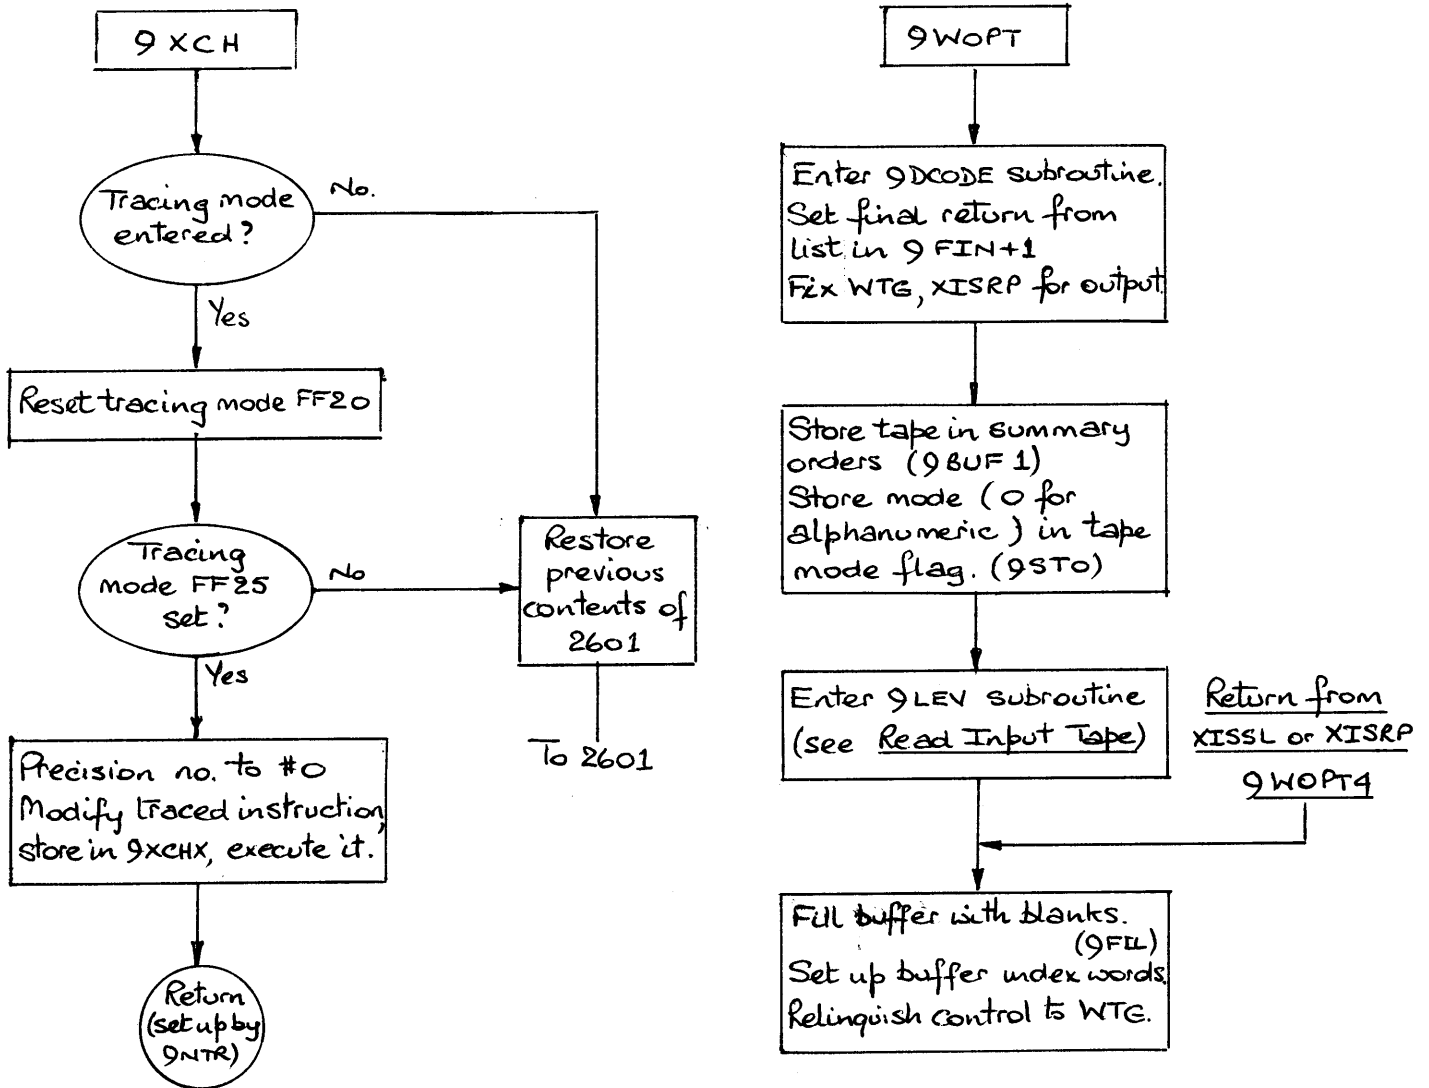 9 XCH
Tracing mode
entered?
No.
Yes
Reset tracing mode FF20
Tracing
mode FF25
set?
No
Yes
Restore
previous
contents of
2601
To 2601
Precision no. to #0
Modify traced instruction,
store in 9XCHX, execute it.
Return
(set up by
9NTR)
9WOPT
Enter 9DCODE subroutine.
Set final return from
list in 9 FIN+1
Fix WTG, XISRP for output
Store tape in summary
orders (9BUF1)
Store mode (0 for
alphanumeric) in tape
mode flag. (9STO)
Enter 9LEV subroutine
(see Read Input Tape)
Return from
XISSL or XISRP
9WOPT4
Fill buffer with blanks.
(9FIL)
Set up buffer index words.
Relinquish control to WTG.